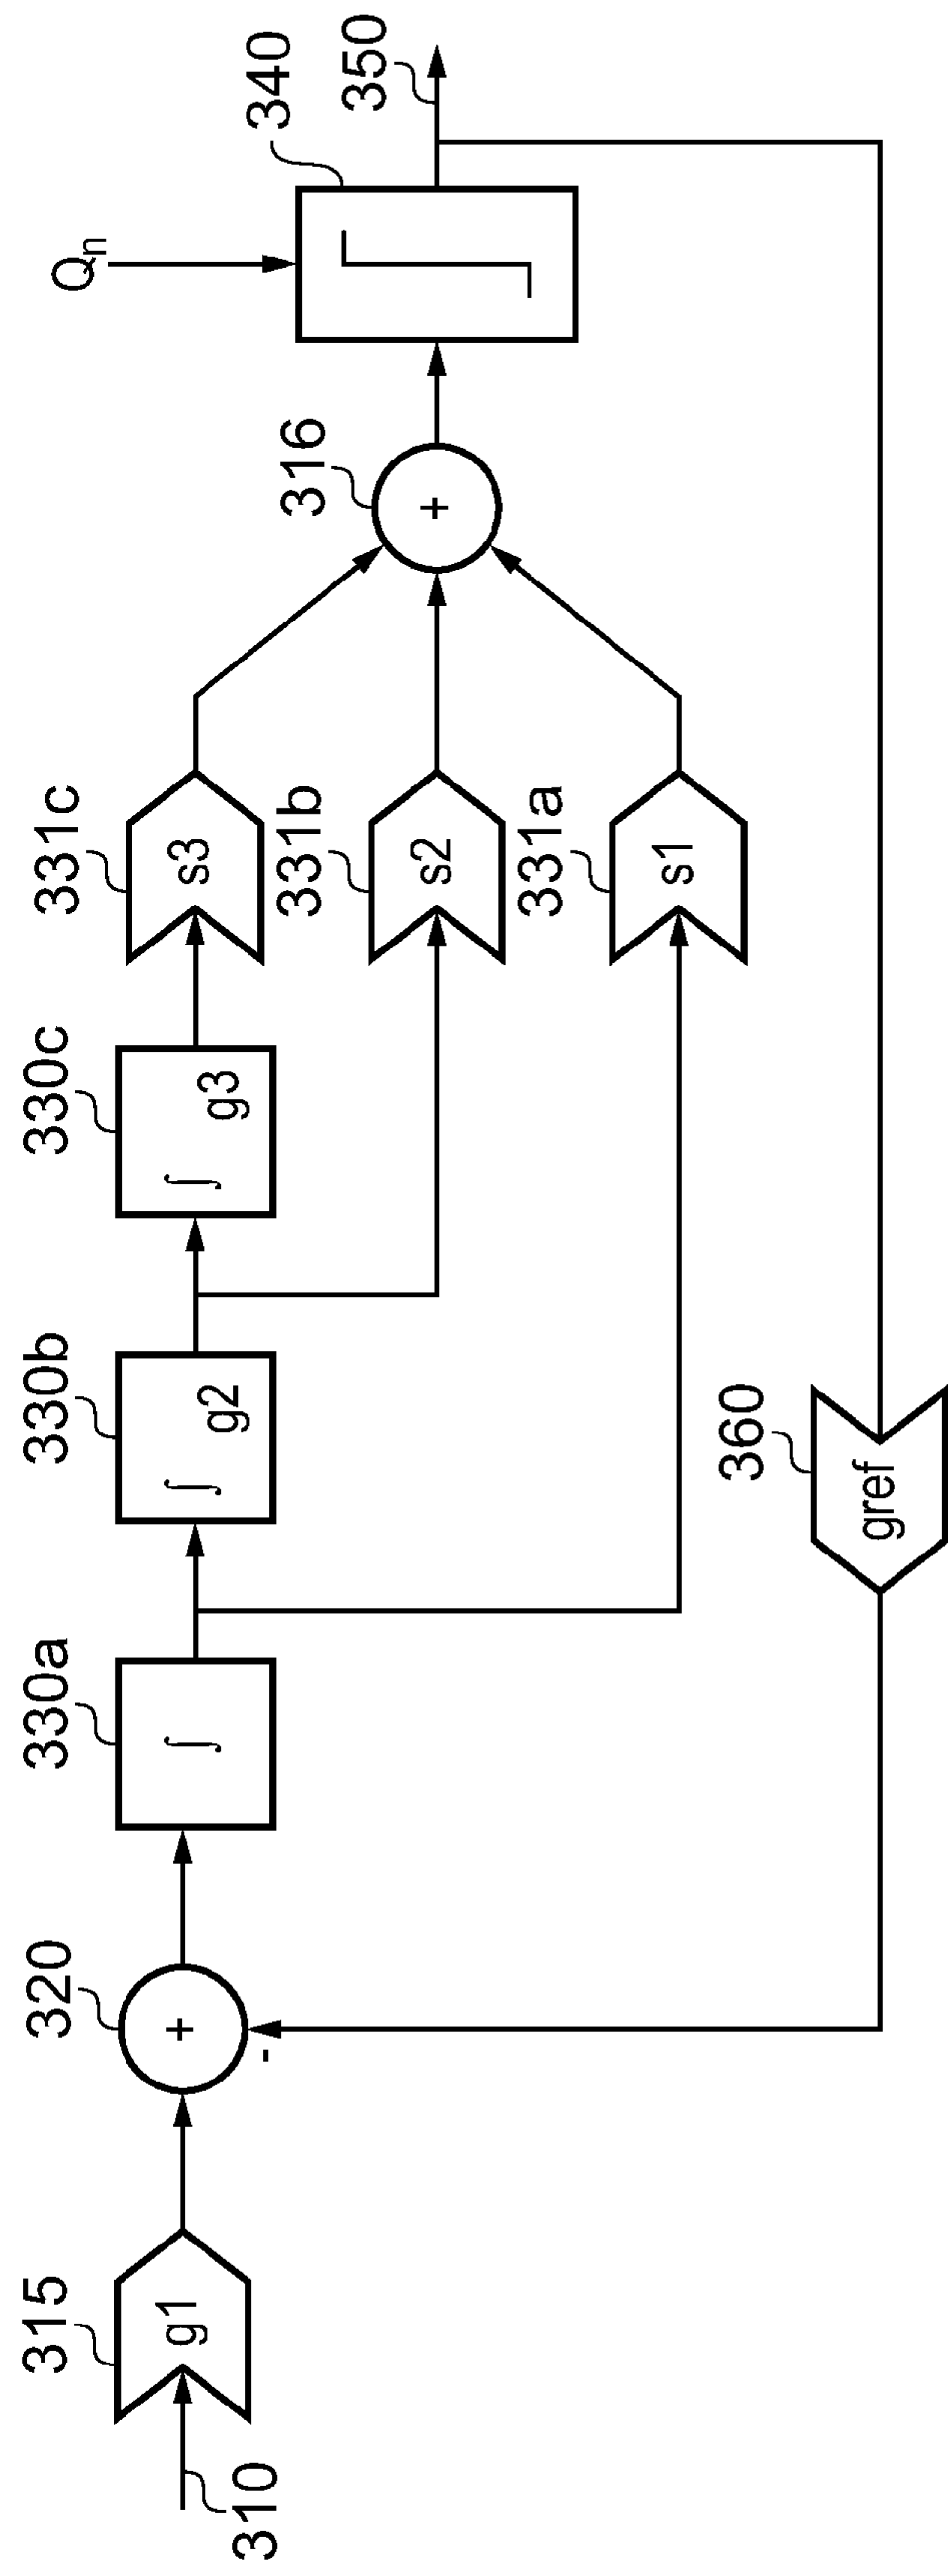 310
315
g1
320
+
-
330a
∫
330b
∫ g2
330c
∫ g3
331c
s3
331b
s2
331a
s1
316
+
Qn
340
350
360
gref